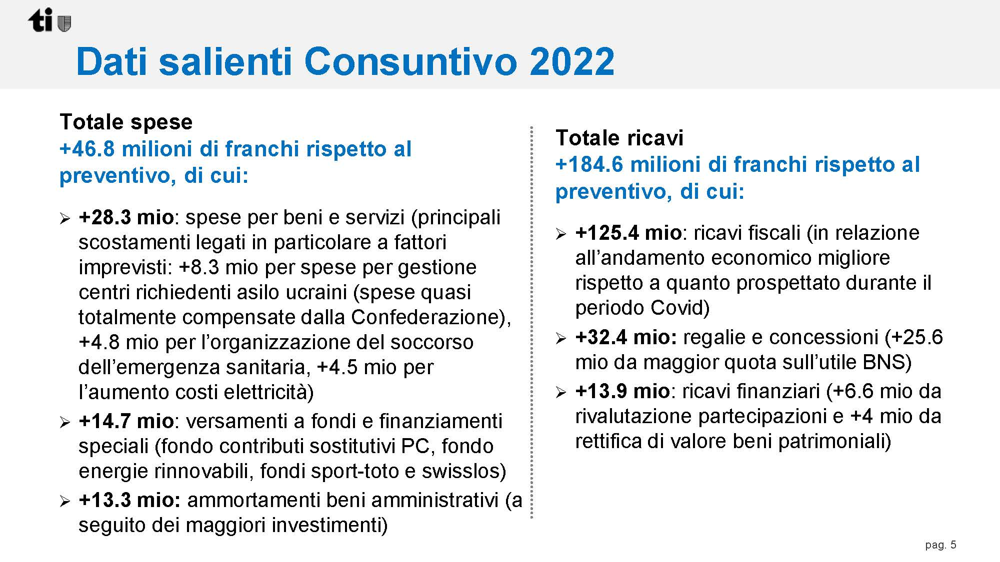 ti
Dati salienti Consuntivo 2022
Totale spese
+46.8 milioni di franchi rispetto al
preventivo, di cui:
➢ +28.3 mio: spese per beni e servizi (principali
scostamenti legati in particolare a fattori
imprevisti: +8.3 mio per spese per gestione
centri richiedenti asilo ucraini (spese quasi
totalmente compensate dalla Confederazione),
+4.8 mio per l’organizzazione del soccorso
dell’emergenza sanitaria, +4.5 mio per
l’aumento costi elettricità)
➢ +14.7 mio: versamenti a fondi e finanziamenti
speciali (fondo contributi sostitutivi PC, fondo
energie rinnovabili, fondi sport-toto e swisslos)
➢ +13.3 mio: ammortamenti beni amministrativi (a
seguito dei maggiori investimenti)
Totale ricavi
+184.6 milioni di franchi rispetto al
preventivo, di cui:
➢ +125.4 mio: ricavi fiscali (in relazione
all’andamento economico migliore
rispetto a quanto prospettato durante il
periodo Covid)
➢ +32.4 mio: regalie e concessioni (+25.6
mio da maggior quota sull’utile BNS)
➢ +13.9 mio: ricavi finanziari (+6.6 mio da
rivalutazione partecipazioni e +4 mio da
rettifica di valore beni patrimoniali)
pag. 5